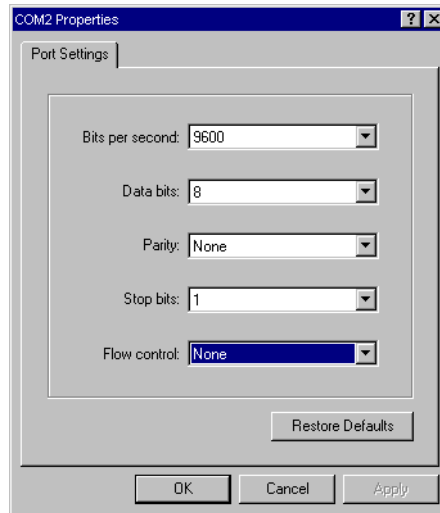 COM2 Properties
Port Settings
Bits per second: 9600
Data bits: 8
Parity: None
Stop bits: 1
Flow control: None
Restore Defaults
OK Cancel Apply